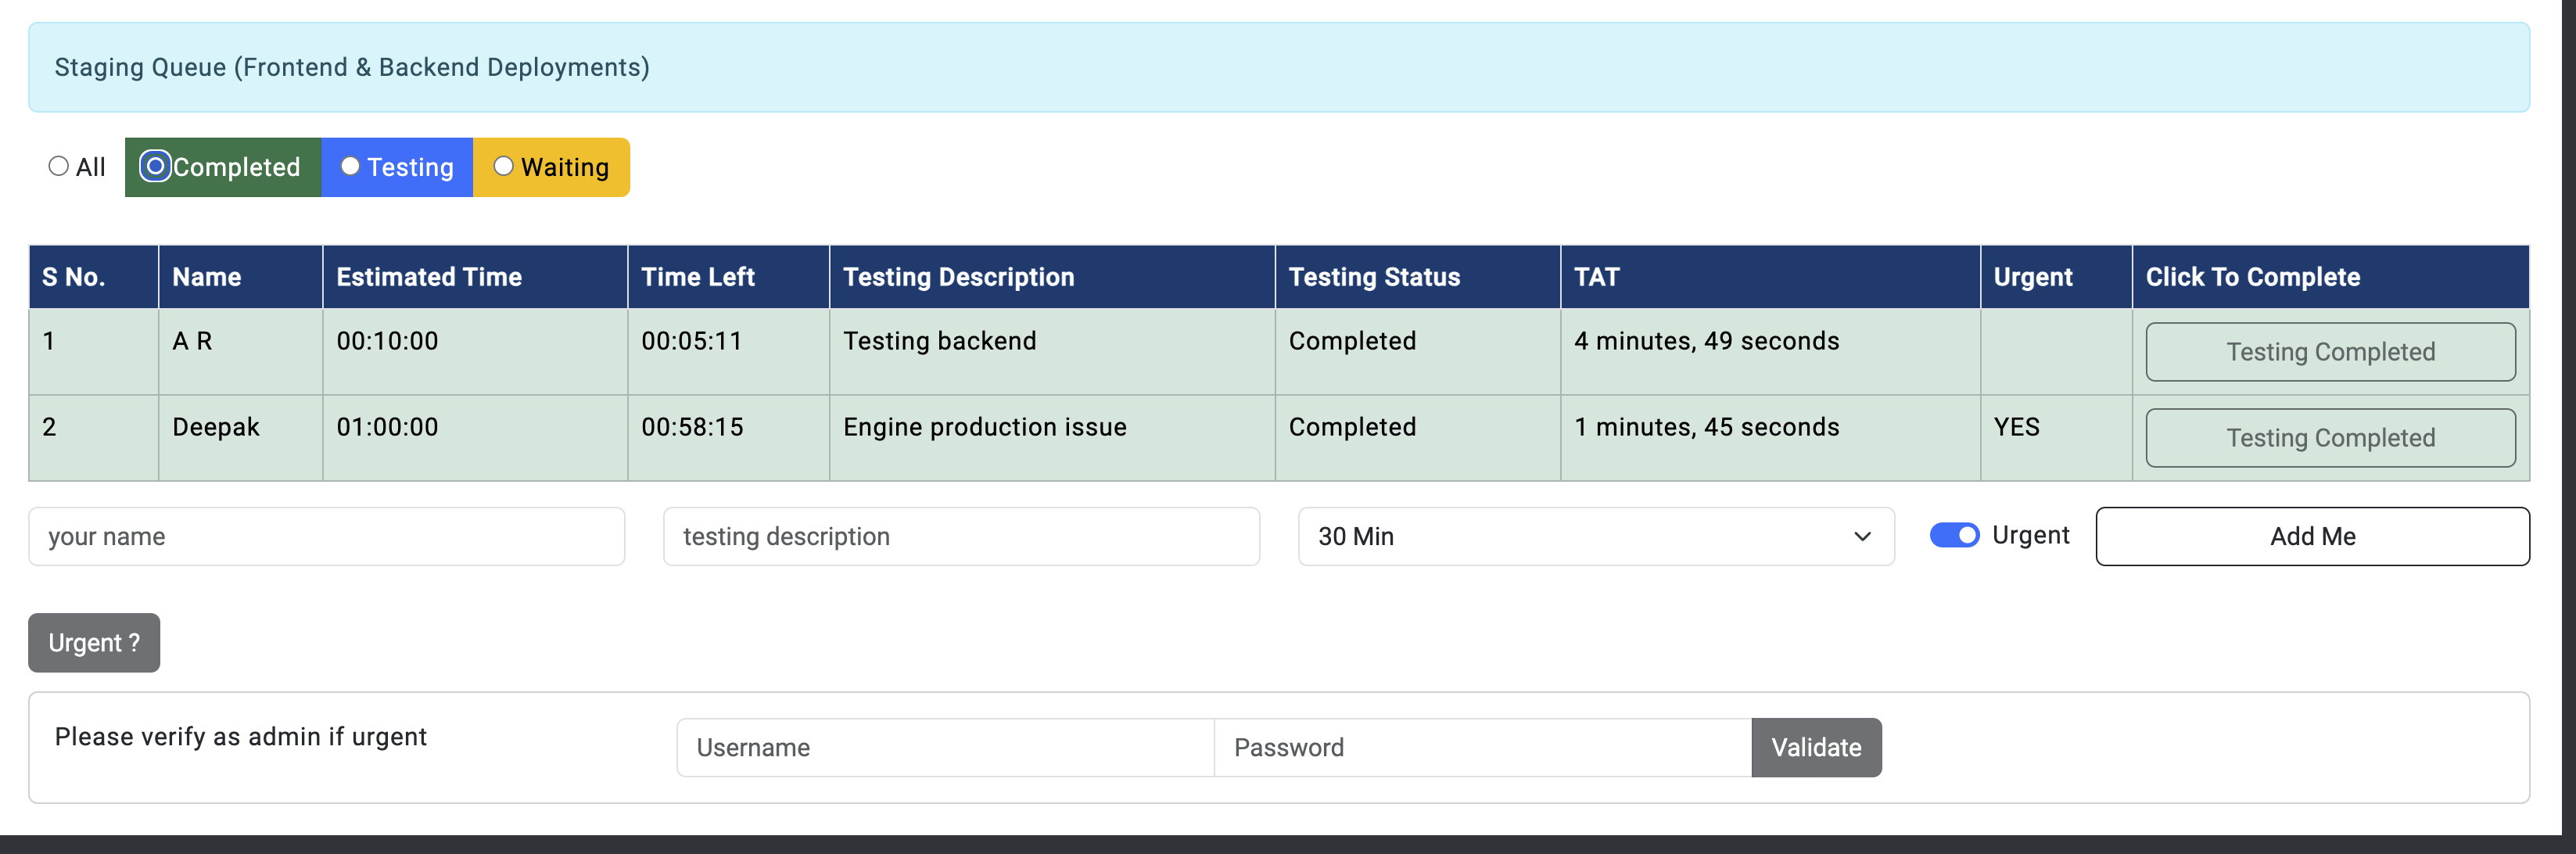 Staging Queue (Frontend & Backend Deployments)
All Completed Testing Waiting
S No. Name Estimated Time Time Left Testing Description Testing Status TAT Urgent Click To Complete
1 A R 00:10:00 00:05:11 Testing backend Completed 4 minutes, 49 seconds Testing Completed
2 Deepak 01:00:00 00:58:15 Engine production issue Completed 1 minutes, 45 seconds YES Testing Completed
your name testing description 30 Min Urgent Add Me
Urgent ?
Please verify as admin if urgent Username Password Validate